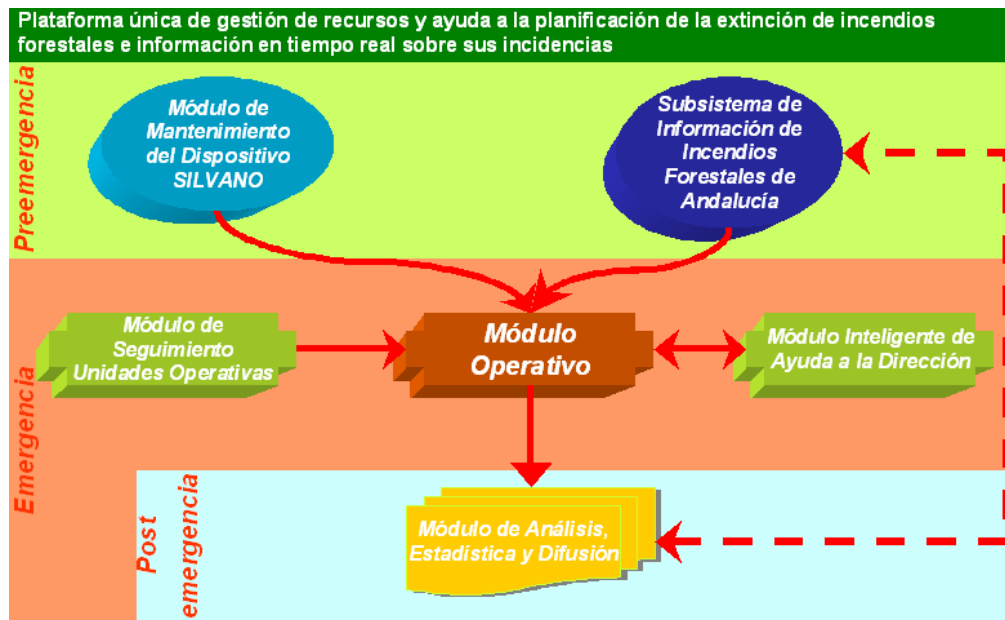 Plataforma única de gestión de recursos y ayuda a la planificación de la extinción de incendios
forestales e información en tiempo real sobre sus incidencias
Preemergencia
Módulo de
Mantenimiento
del Dispositivo
SILVANO
Subsistema de
Información de
Incendios
Forestales de
Andalucía
Emergencia
Módulo de
Seguimiento
Unidades Operativas
Módulo
Operativo
Módulo Inteligente de
Ayuda a la Dirección
Post
emergencia
Módulo de Análisis,
Estadística y Difusión